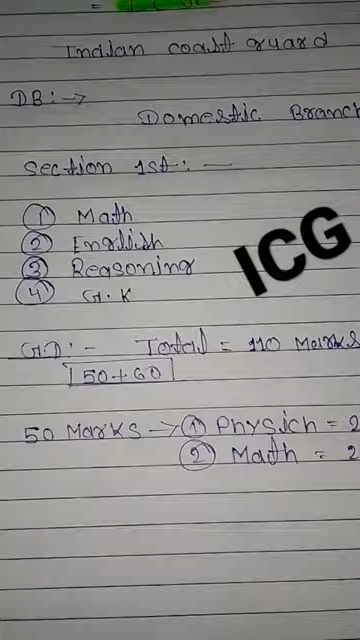 Indian coast guard
DB:→
Domestic Branch
Section 1st:—
① Math
② English
③ Reasoning
④ G.K
ICG
GD:- Total = 110 Marks
50+60
50 Marks → ① Physich = 2
② Math = 2